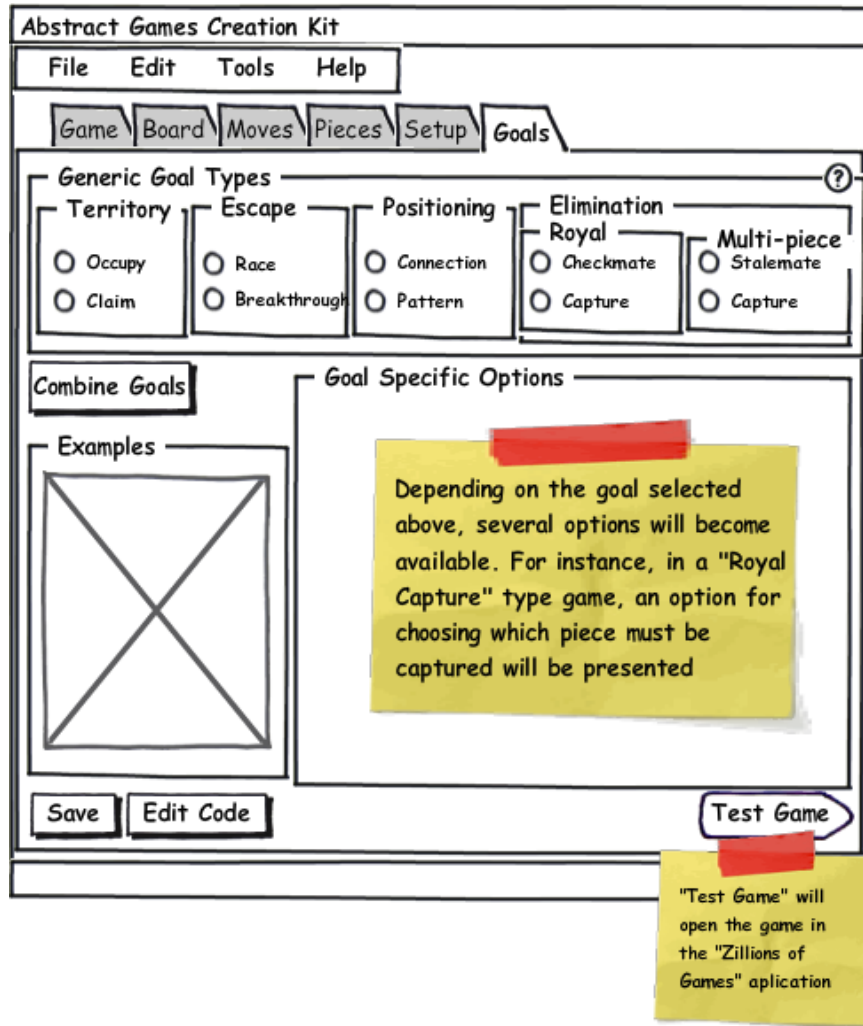 Abstract Games Creation Kit
File Edit Tools Help
Game Board Moves Pieces Setup Goals
Generic Goal Types ?
Territory Escape Positioning Elimination
Royal Multi-piece
Occupy Race Connection Checkmate Stalemate
Claim Breakthrough Pattern Capture Capture
Combine Goals
Goal Specific Options
Examples
Depending on the goal selected
above, several options will become
available. For instance, in a "Royal
Capture" type game, an option for
choosing which piece must be
captured will be presented
Save Edit Code Test Game
"Test Game" will
open the game in
the "Zillions of
Games" aplication